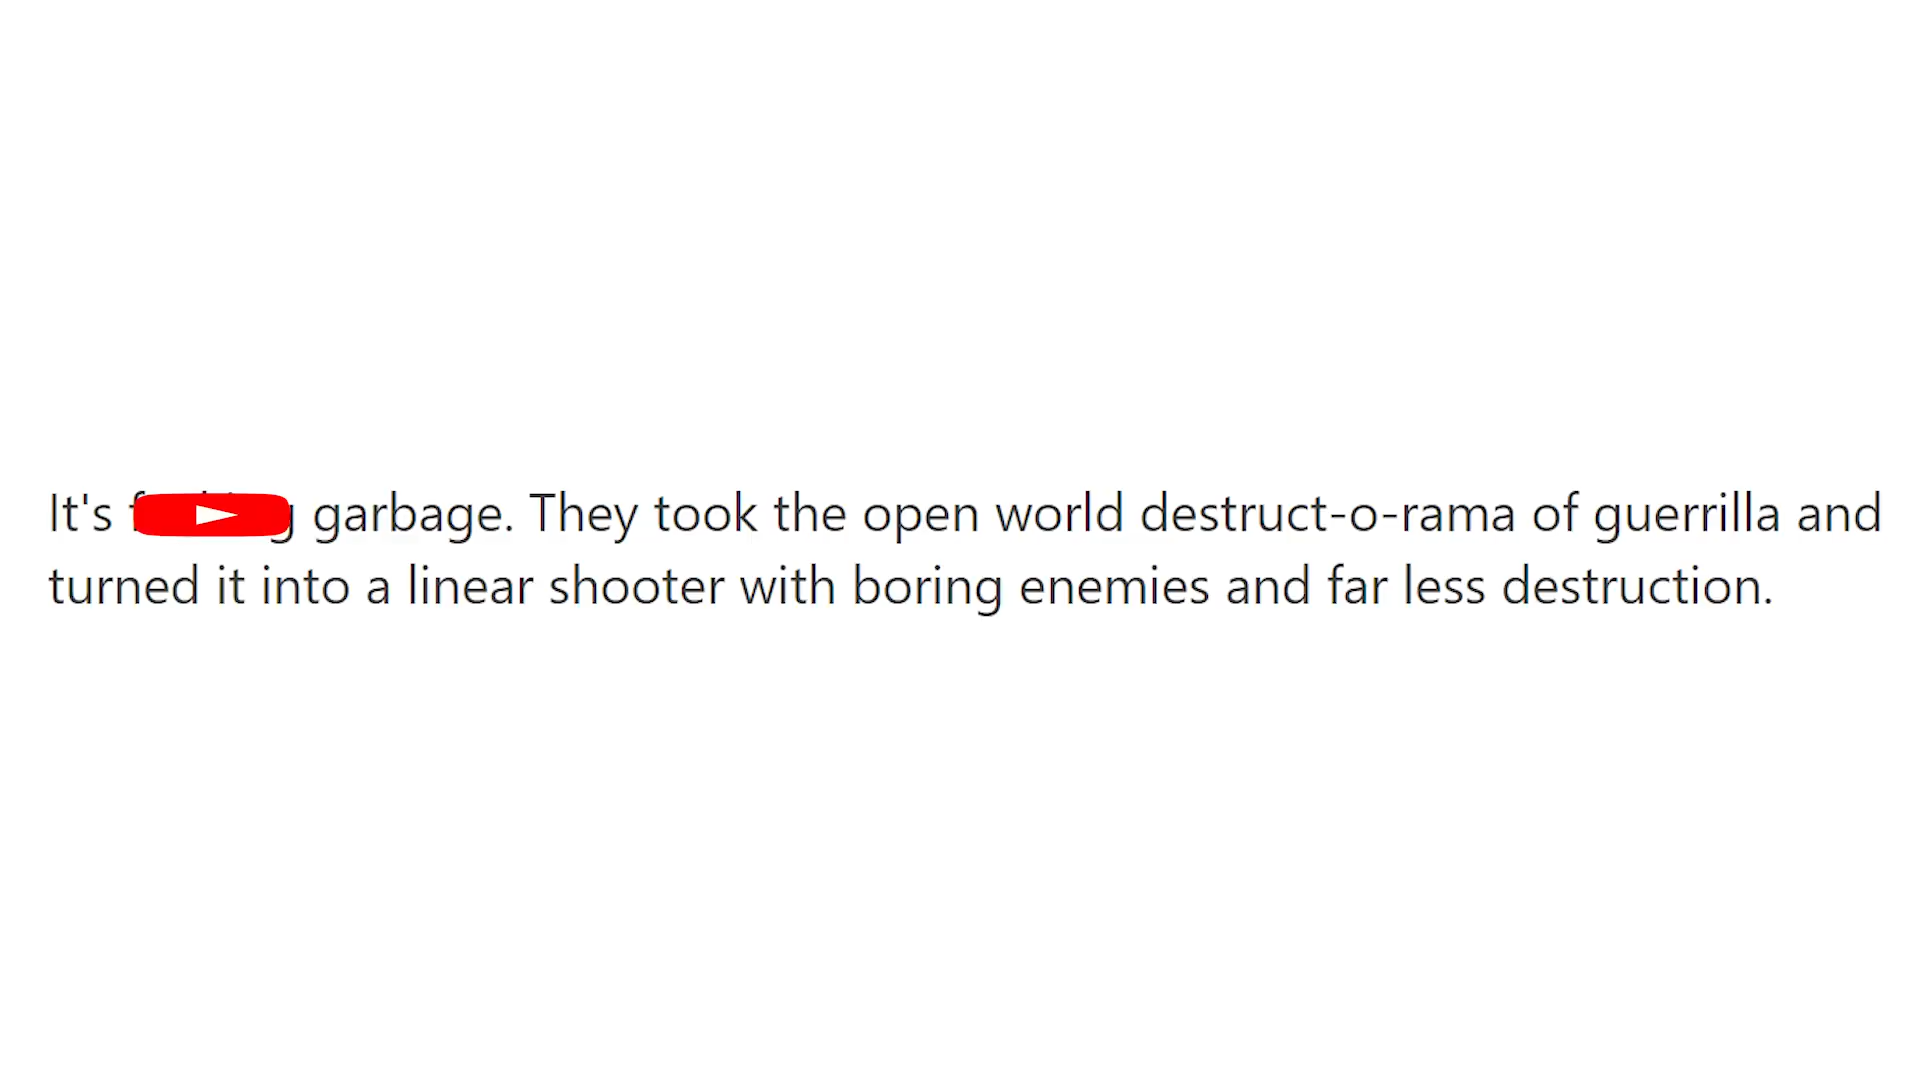 It's garbage. They took the open world destruct-o-rama of guerrilla and
turned it into a linear shooter with boring enemies and far less destruction.